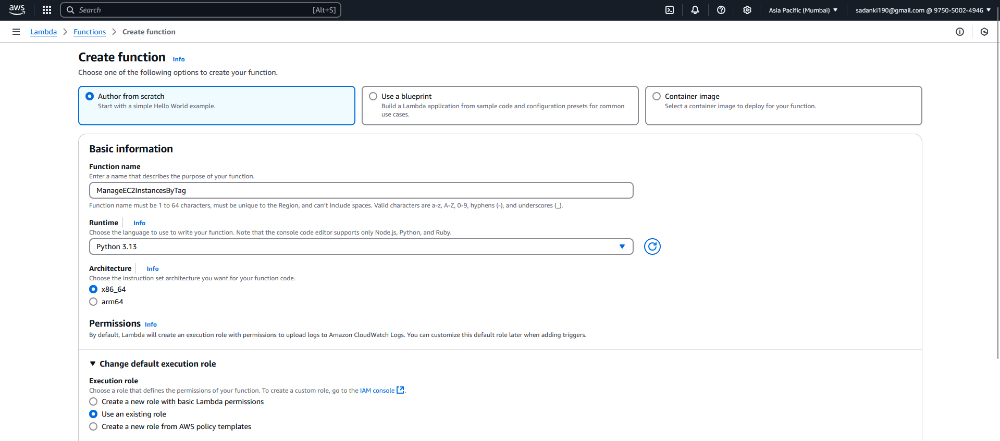 aws
Search [Alt+S]
Asia Pacific (Mumbai)
sadanki190@gmail.com @ 9750-5002-4946
Lambda
Functions
Create function
Create function Info
Choose one of the following options to create your function.
Author from scratch
Start with a simple Hello World example.
Use a blueprint
Build a Lambda application from sample code and configuration presets for common
use cases.
Container image
Select a container image to deploy for your function.
Basic information
Function name
Enter a name that describes the purpose of your function.
ManageEC2InstancesByTag
Function name must be 1 to 64 characters, must be unique to the Region, and can't include spaces. Valid characters are a-z, A-Z, 0-9, hyphens (-), and underscores (_).
Runtime Info
Choose the language to use to write your function. Note that the console code editor supports only Node.js, Python, and Ruby.
Python 3.13
Architecture Info
Choose the instruction set architecture you want for your function code.
x86_64
arm64
Permissions Info
By default, Lambda will create an execution role with permissions to upload logs to Amazon CloudWatch Logs. You can customize this default role later when adding triggers.
Change default execution role
Execution role
Choose a role that defines the permissions of your function. To create a custom role, go to the IAM console.
Create a new role with basic Lambda permissions
Use an existing role
Create a new role from AWS policy templates